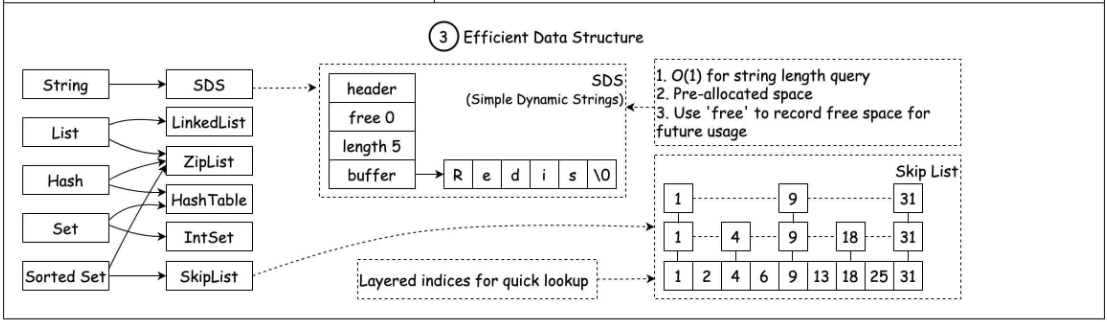 3 Efficient Data Structure
String
List
Hash
Set
Sorted Set
SDS
LinkedList
ZipList
HashTable
IntSet
SkipList
SDS
(Simple Dynamic Strings)
header
free 0
length 5
buffer
R e d i s \0
1. O(1) for string length query
2. Pre-allocated space
3. Use 'free' to record free space for
future usage
Layered indices for quick lookup
Skip List
1 9 31
1 4 9 18 31
1 2 4 6 9 13 18 25 31